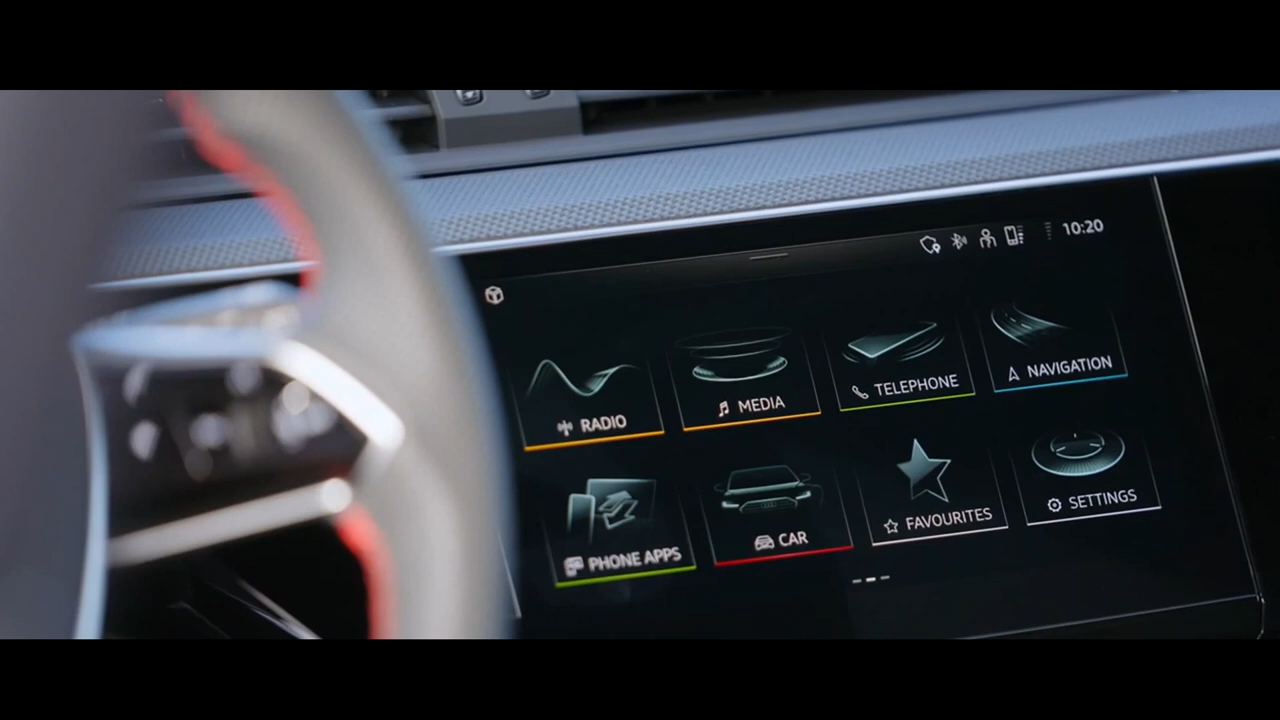 10:20
RADIO
MEDIA
TELEPHONE
NAVIGATION
PHONE APPS
CAR
FAVOURITES
SETTINGS